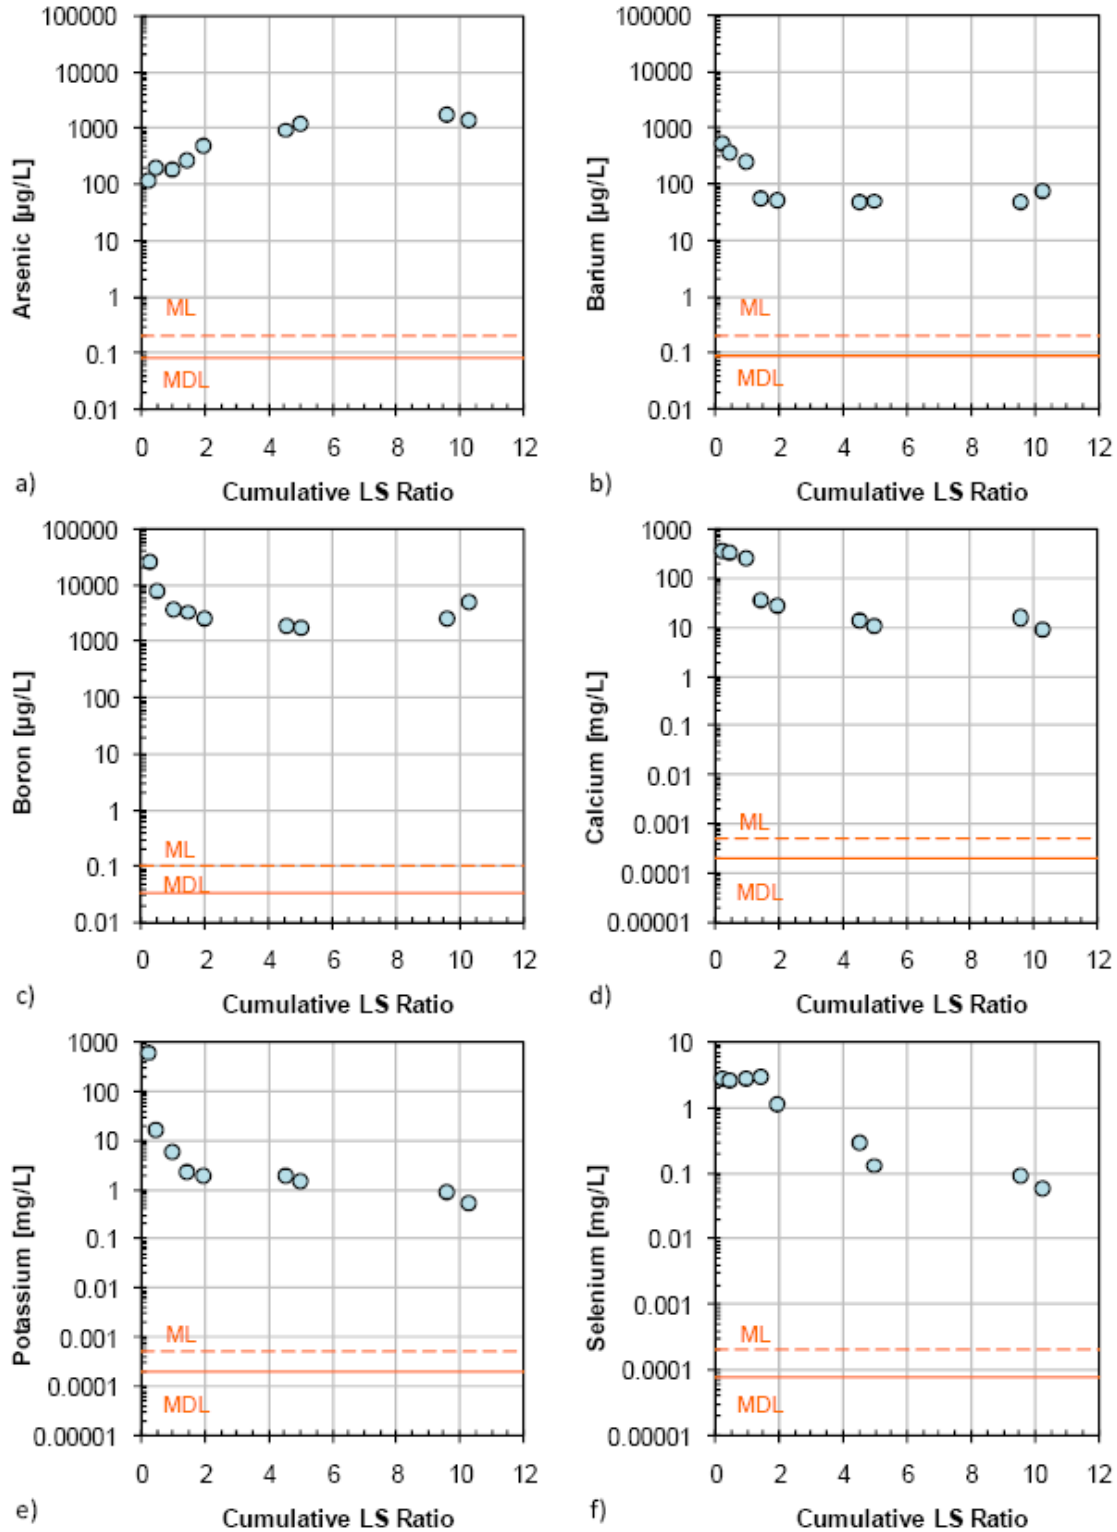 100000
10000
1000
100
10
1
0.1
0.01
Arsenic [µg/L]
ML
MDL
0 2 4 6 8 10 12
a)
Cumulative LS Ratio
100000
10000
1000
100
10
1
0.1
0.01
Barium [µg/L]
ML
MDL
0 2 4 6 8 10 12
b)
Cumulative LS Ratio
100000
10000
1000
100
10
1
0.1
0.01
Boron [µg/L]
ML
MDL
0 2 4 6 8 10 12
c)
Cumulative LS Ratio
1000
100
10
1
0.1
0.01
0.001
0.0001
0.00001
Calcium [mg/L]
ML
MDL
0 2 4 6 8 10 12
d)
Cumulative LS Ratio
1000
100
10
1
0.1
0.01
0.001
0.0001
0.00001
Potassium [mg/L]
ML
MDL
0 2 4 6 8 10 12
e)
Cumulative LS Ratio
10
1
0.1
0.01
0.001
0.0001
0.00001
Selenium [mg/L]
ML
MDL
0 2 4 6 8 10 12
f)
Cumulative LS Ratio